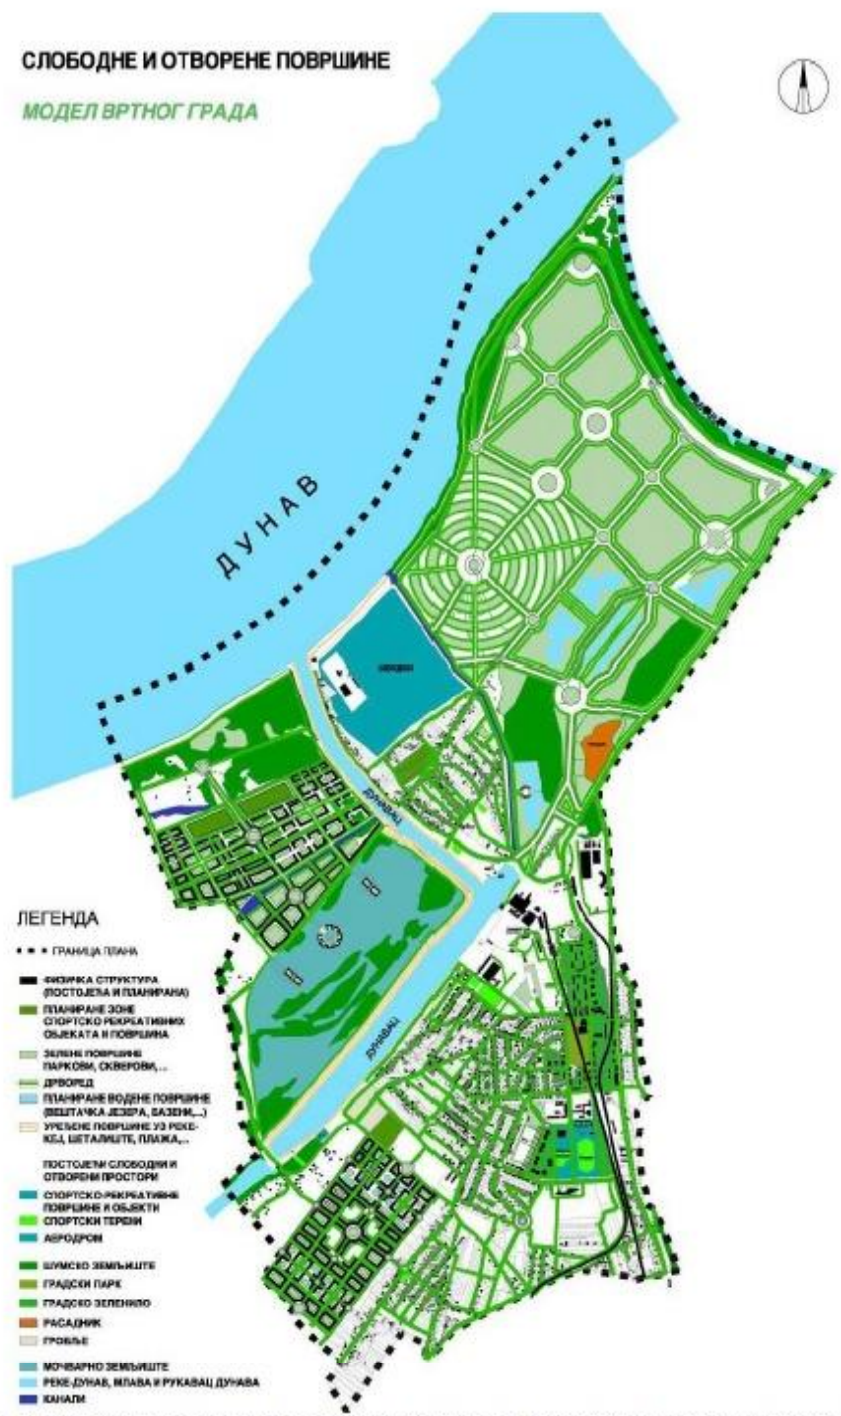 СЛОБОДНЕ И ОТВОРЕНЕ ПОВРШИНЕ
МОДЕЛ ВРТНОГ ГРАДА
ДУНАВ
ДУНАВАЦ
ДУНАВАЦ
ЛЕГЕНДА
ГРАНИЦА ПЛАНА
ФИЗИЧКА СТРУКТУРА
(ПОСТОЈЕЋА И ПЛАНИРАНА)
ПЛАНИРАНЕ ЗОНЕ
СПОРТСКО РЕКРЕАТИВНИХ
ОБЈЕКАТА И ПОВРШИНА
ЗЕЛЕНЕ ПОВРШИНЕ
ПАРКОВИ, СКВЕРОВИ,...
ДРВОРЕД
ПЛАНИРАНЕ ВОДЕНЕ ПОВРШИНЕ
(ВЕШТАЧКА ЈЕЗЕРА, БАЗЕНИ,...)
УРЕЂЕНЕ ПОВРШИНЕ УЗ РЕКЕ-
КЕЈ, ШЕТАЛИШТЕ, ПЛАЖА,...
ПОСТОЈЕЋИ СЛОБОДНИ И
ОТВОРЕНИ ПРОСТОРИ
СПОРТСКО-РЕКРЕАТИВНЕ
ПОВРШИНЕ И ОБЈЕКТИ
СПОРТСКИ ТЕРЕНИ
АЕРОДРОМ
ШУМСКО ЗЕМЉИШТЕ
ГРАДСКИ ПАРК
ГРАДСКО ЗЕЛЕНИЛО
РАСАДНИК
ГРОБЉЕ
МОЧВАРНО ЗЕМЉИШТЕ
РЕКЕ-ДУНАВ, МЛАВА И РУКАВАЦ ДУНАВА
КАНАЛИ